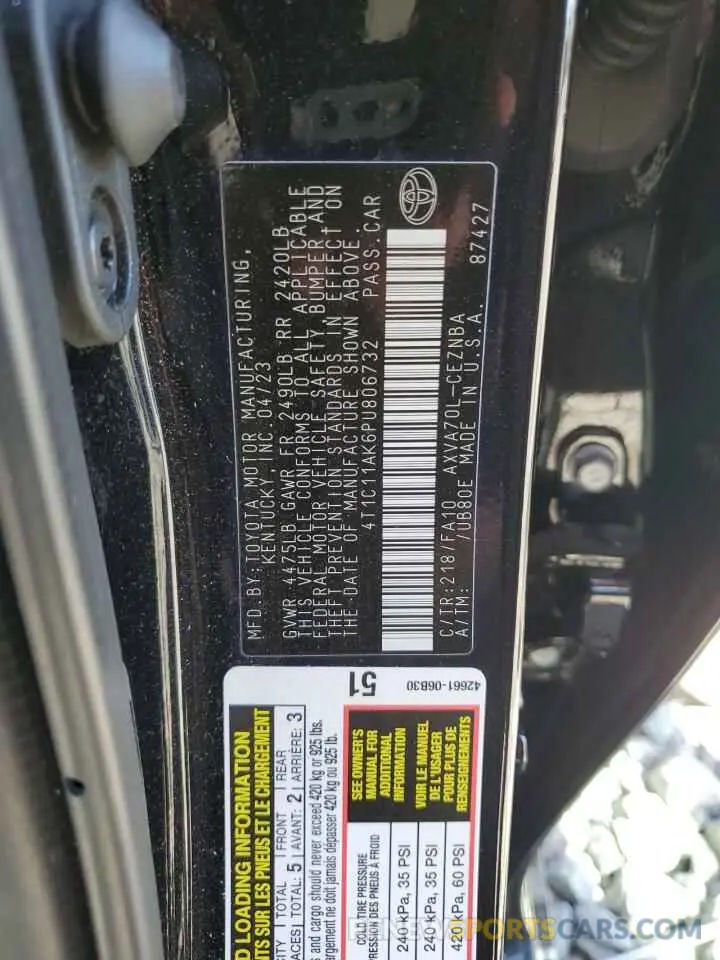 MFD.BY:TOYOTA MOTOR MANUFACTURING,
KENTUCKY, INC. 04/23
GVWR 4475LB GAWR FR 2490LB RR 2420LB
THIS VEHICLE CONFORMS TO ALL APPLICABLE
FEDERAL MOTOR VEHICLE SAFETY, BUMPER AND
THEFT PREVENTION STANDARDS IN EFFECT ON
THE DATE OF MANUFACTURE SHOWN ABOVE.
4T1C11AK6PU806732 PASS.CAR
C/TR:218/FA10 AXVA70L-CEZNBA
A/TM: /UB80E MADE IN U.S.A. 87427
LOADING INFORMATION
SUR LES PNEUS ET LE CHARGEMENT
TOTAL 5 FRONT 2 REAR 3
TOTAL: AVANT: ARRIÈRE:
s and cargo should never exceed 420 kg or 925 lbs.
argement ne doit jamais dépasser 420 kg ou 925 lb.
51
42661-06B30
COLD TIRE PRESSURE
PRESSION DES PNEUS À FROID
240 kPa, 35 PSI
240 kPa, 35 PSI
420 kPa, 60 PSI
SEE OWNER'S
MANUAL FOR
ADDITIONAL
INFORMATION
VOIR LE MANUEL
DE L'USAGER
POUR PLUS DE
RENSEIGNEMENTS